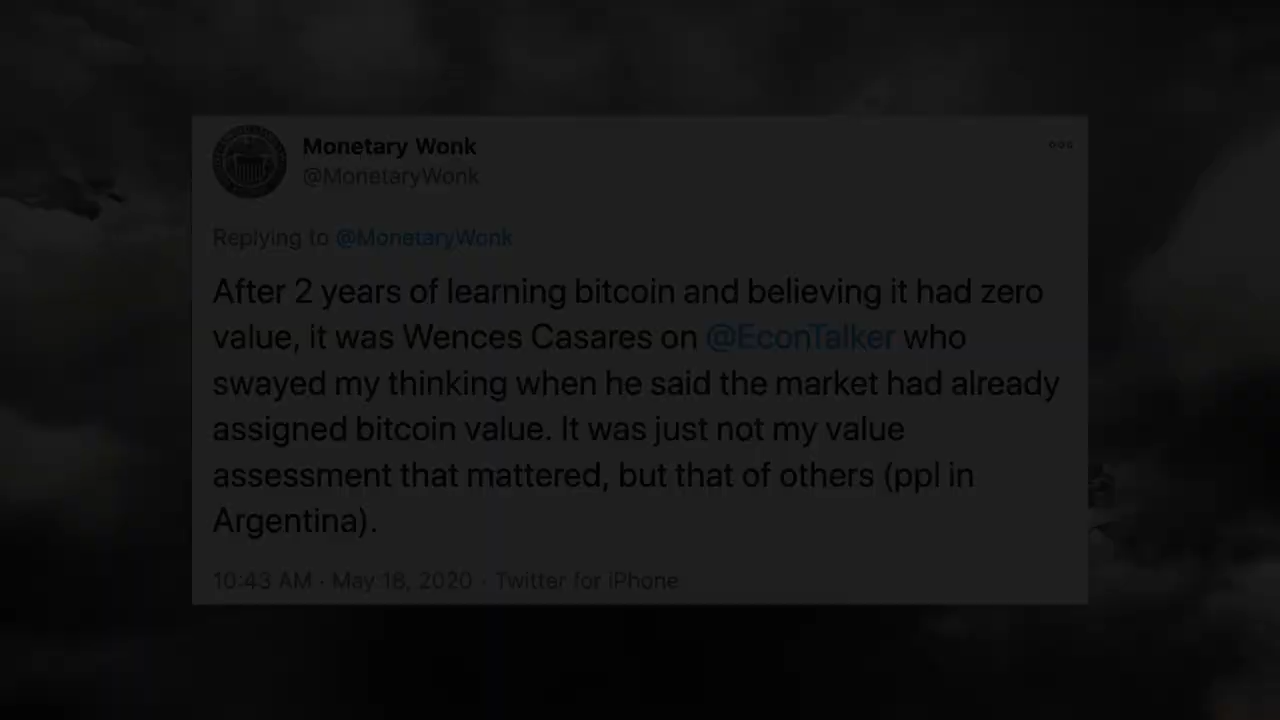 Monetary Wonk
@MonetaryWonk
Replying to @MonetaryWonk
After 2 years of learning bitcoin and believing it had zero
value, it was Wences Casares on @EconTalker who
swayed my thinking when he said the market had already
assigned bitcoin value. It was just not my value
assessment that mattered, but that of others (ppl in
Argentina).
10:43 AM · May 18, 2020 · Twitter for iPhone